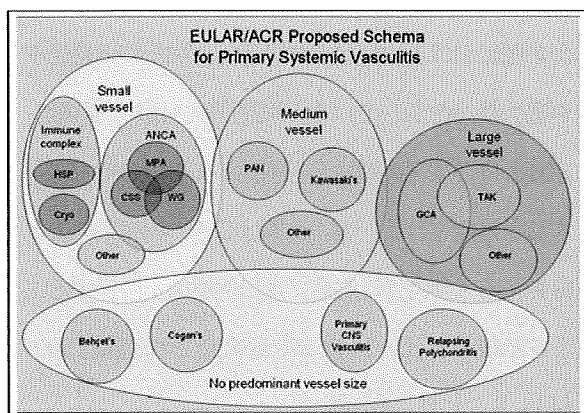 EULAR/ACR Proposed Schema
for Primary Systemic Vasculitis
Small
vessel
Immune
complex
HSP
Cryo
ANCA
MPA
CSS
WG
Other
Medium
vessel
PAN
Kawasaki's
Other
Large
vessel
GCA
TAK
Other
Behçet's
Cogan's
Primary
CNS
Vasculitis
Relapsing
Polychondritis
No predominant vessel size